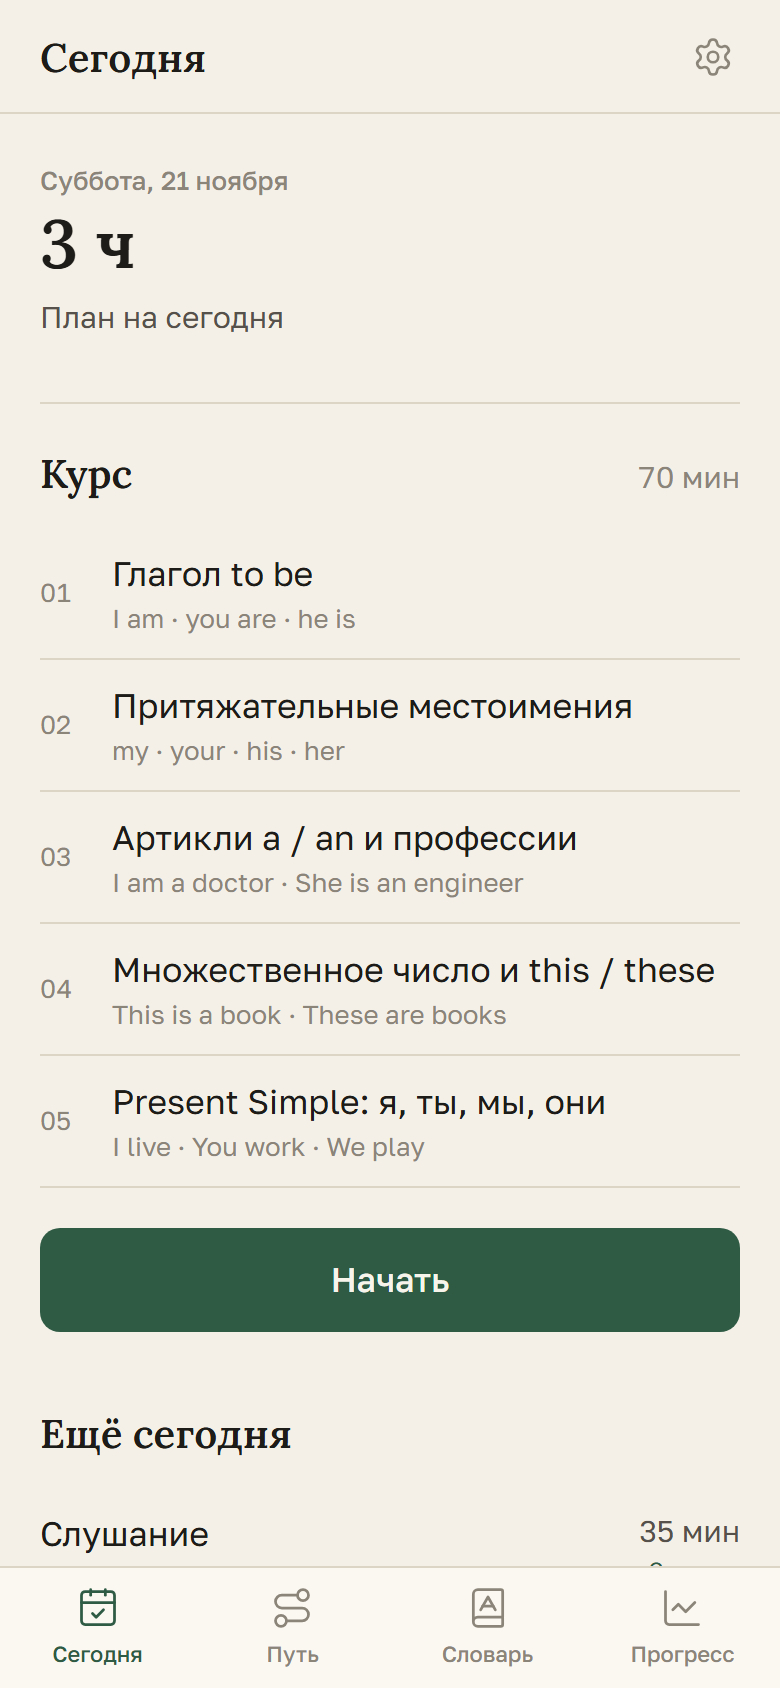 Сегодня
Суббота, 21 ноября
3 ч
План на сегодня
Курс
70 мин
01
Глагол to be
I am · you are · he is
02
Притяжательные местоимения
my · your · his · her
03
Артикли a / an и профессии
I am a doctor · She is an engineer
04
Множественное число и this / these
This is a book · These are books
05
Present Simple: я, ты, мы, они
I live · You work · We play
Начать
Ещё сегодня
Слушание
35 мин
Сегодня
Путь
Словарь
Прогресс